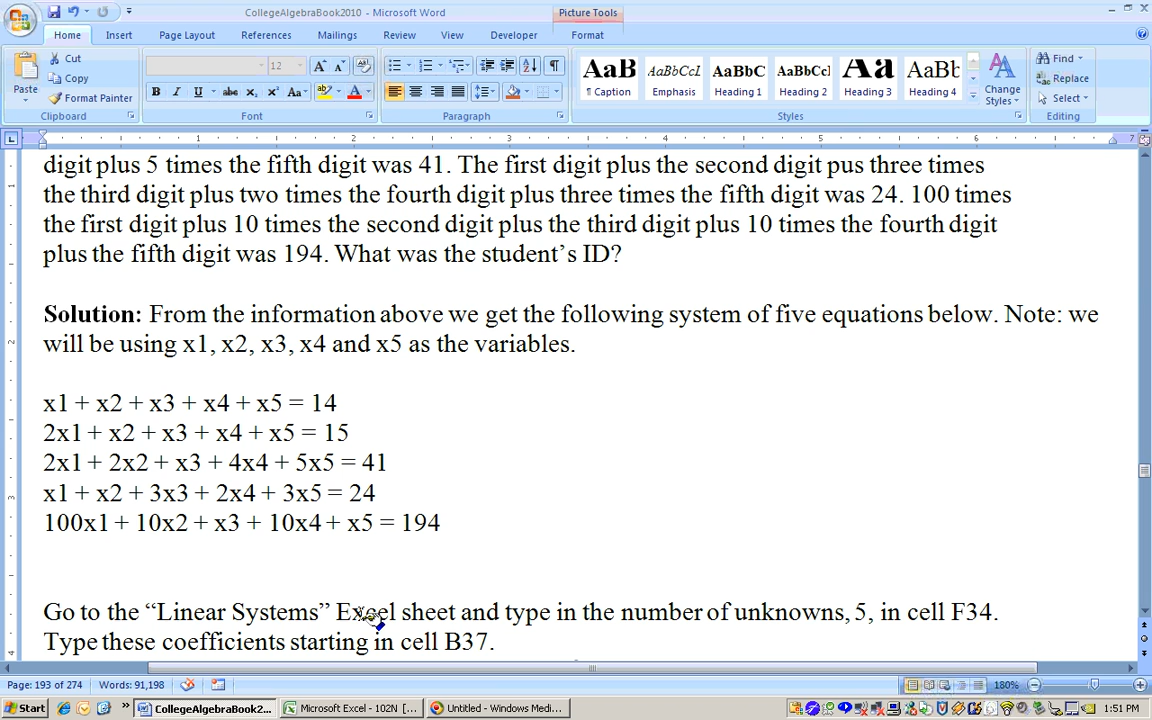 CollegeAlgebraBook2010 - Microsoft Word
Picture Tools
Home Insert Page Layout References Mailings Review View Developer Format
Cut
Copy
Format Painter
Paste
12
Clipboard Font Paragraph Styles Editing
AaB AaBbCcL AaBbC AaBbCcl AaB AaBb
¶ Caption Emphasis Heading 1 Heading 2 Heading 3 Heading 4
Change Styles
Find
Replace
Select
1 2 3 4 5 6 7
digit plus 5 times the fifth digit was 41. The first digit plus the second digit pus three times
the third digit plus two times the fourth digit plus three times the fifth digit was 24. 100 times
the first digit plus 10 times the second digit plus the third digit plus 10 times the fourth digit
plus the fifth digit was 194. What was the student’s ID?
Solution: From the information above we get the following system of five equations below. Note: we
will be using x1, x2, x3, x4 and x5 as the variables.
x1 + x2 + x3 + x4 + x5 = 14
2x1 + x2 + x3 + x4 + x5 = 15
2x1 + 2x2 + x3 + 4x4 + 5x5 = 41
x1 + x2 + 3x3 + 2x4 + 3x5 = 24
100x1 + 10x2 + x3 + 10x4 + x5 = 194
Go to the “Linear Systems” Excel sheet and type in the number of unknowns, 5, in cell F34.
Type these coefficients starting in cell B37.
Page: 193 of 274 Words: 91,198 180%
Start CollegeAlgebraBook2... Microsoft Excel - 102N [... Untitled - Windows Medi... 1:51 PM